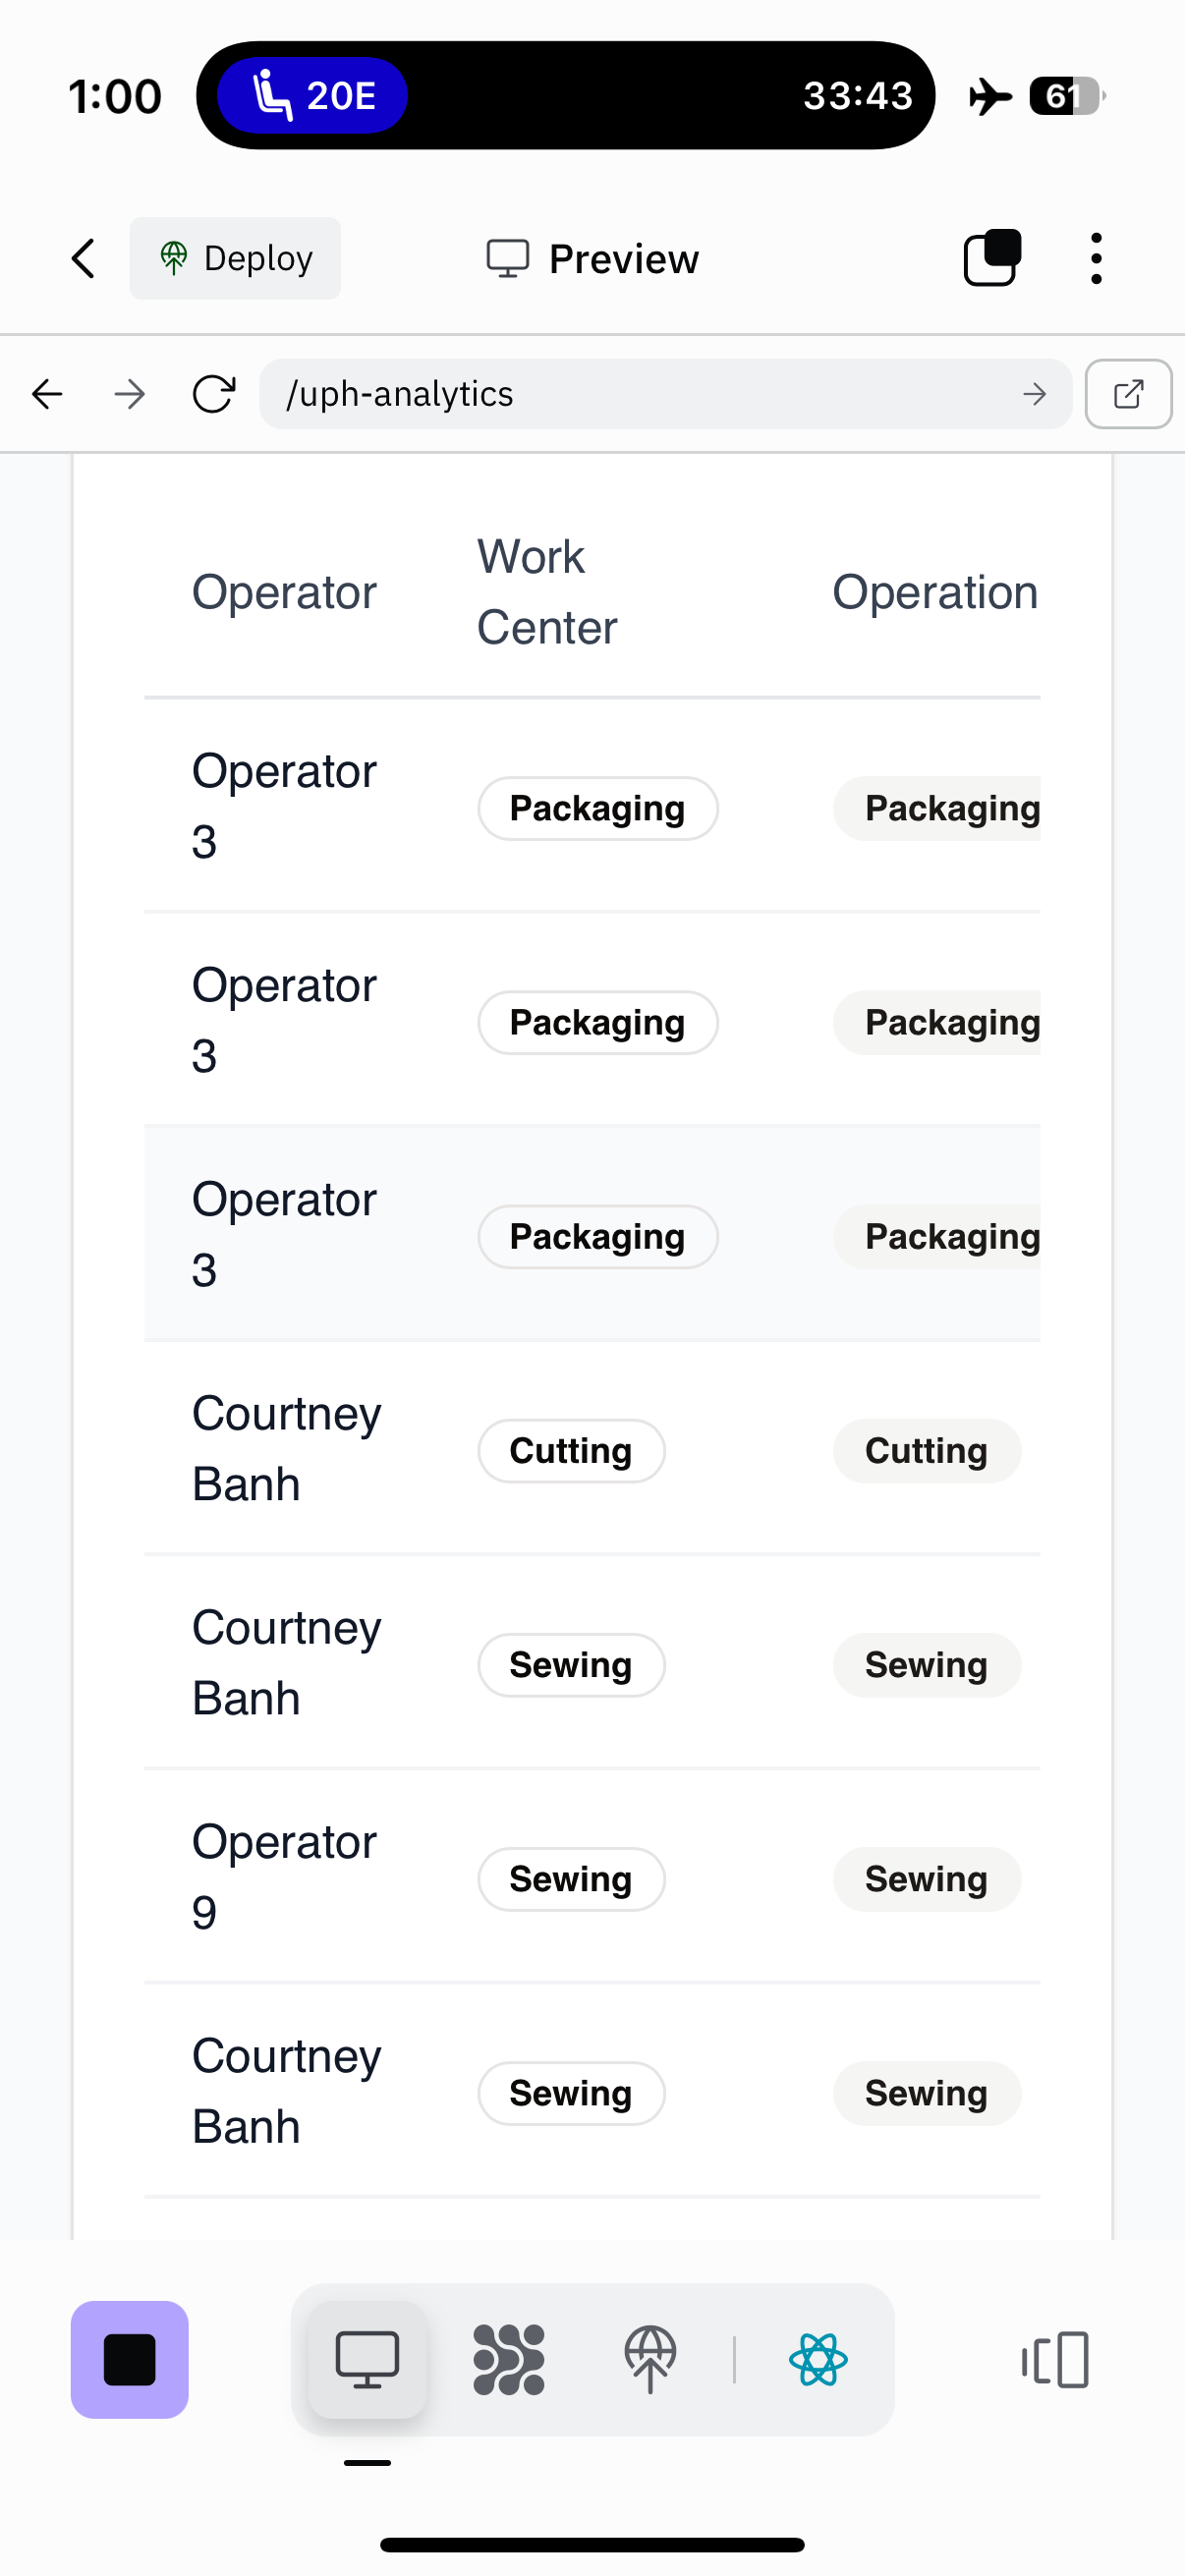 1:00 20E 33:43 61
Deploy Preview
/uph-analytics
Operator Work Center Operation
Operator 3 Packaging Packaging
Operator 3 Packaging Packaging
Operator 3 Packaging Packaging
Courtney Banh Cutting Cutting
Courtney Banh Sewing Sewing
Operator 9 Sewing Sewing
Courtney Banh Sewing Sewing